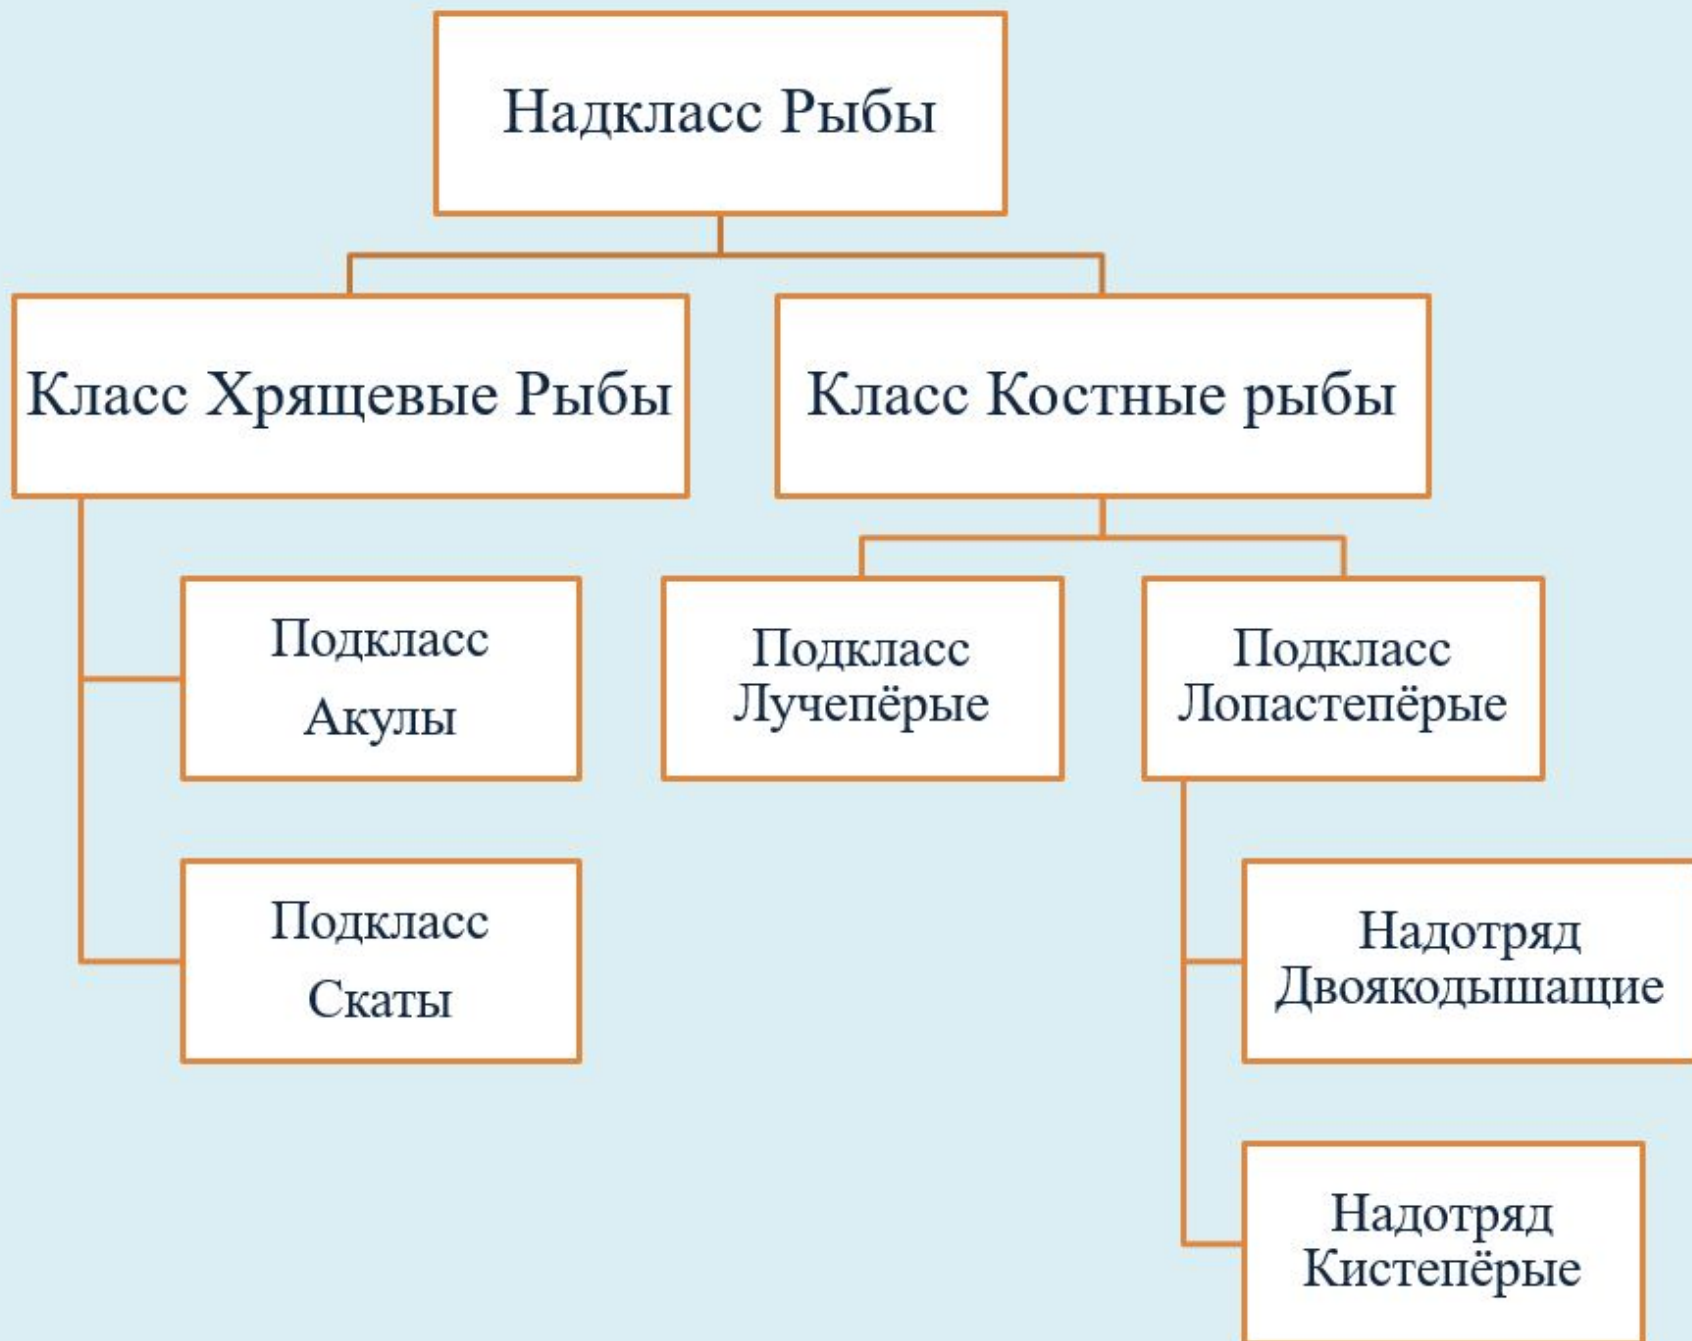 Надкласс Рыбы
Класс Хрящевые Рыбы
Класс Костные рыбы
Подкласс
Акулы
Подкласс
Лучепёрые
Подкласс
Лопастепёрые
Подкласс
Скаты
Надотряд
Двоякодышащие
Надотряд
Кистепёрые